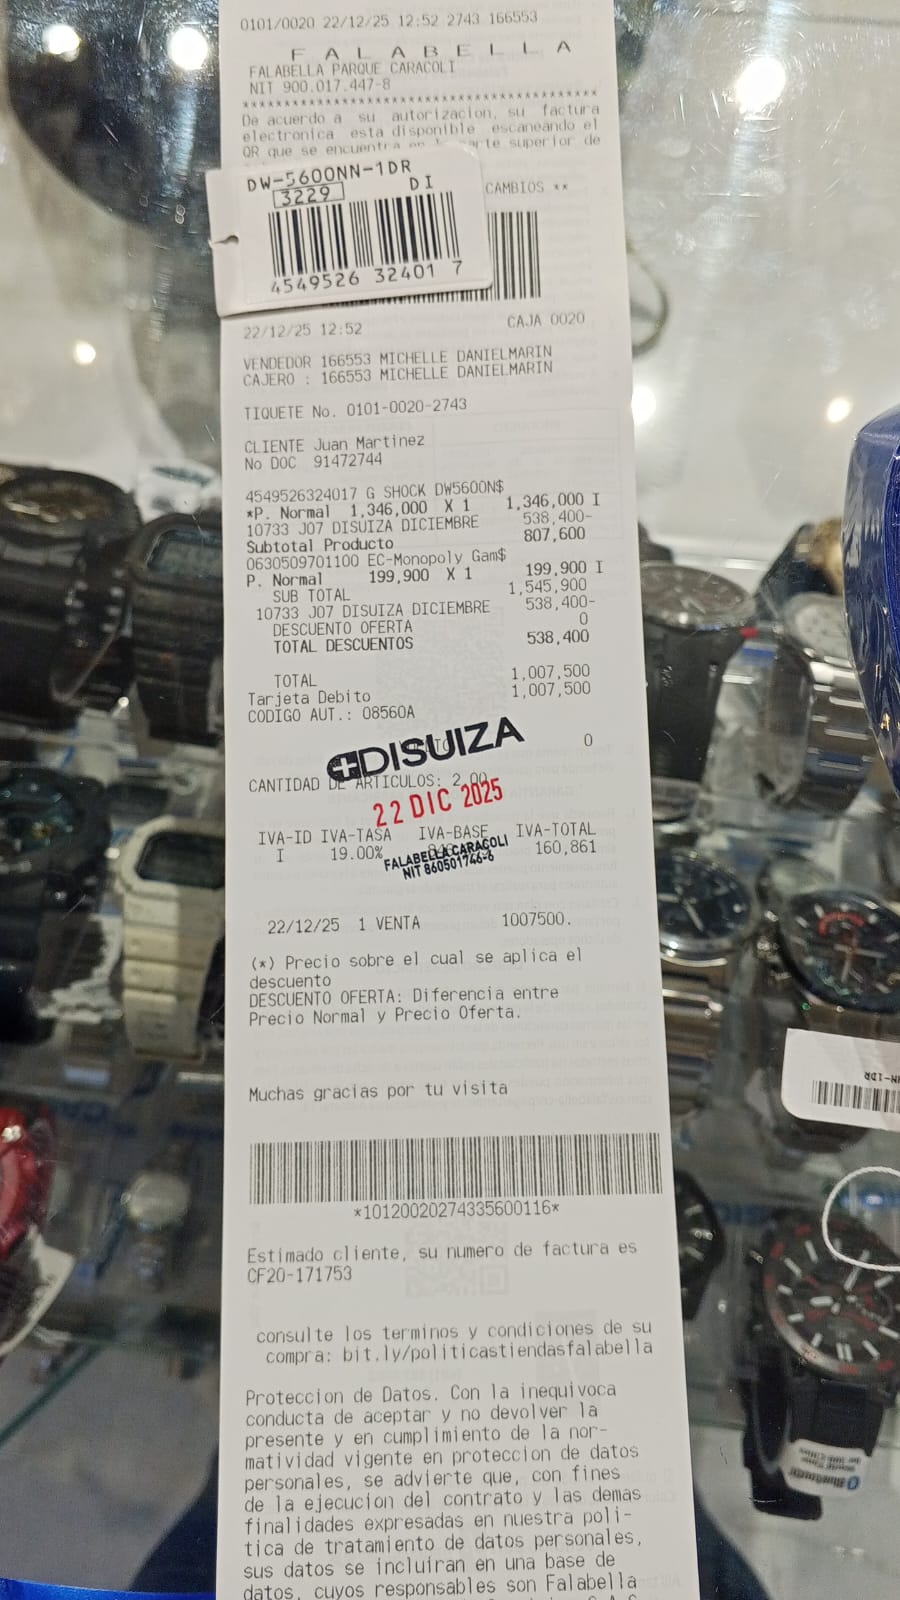 0101/0020 22/12/25 12:52 2743 166553
F A L A B E L L A
FALABELLA PARQUE CARACOLI
NIT 900.017.447-8
****************************************
De acuerdo a su autorizacion, su factura
electronica esta disponible escaneando el
QR que se encuentra en superior de
CAMBIOS **
DW-5600NN-1DR
3229 DI
4549526 32401 7
22/12/25 12:52 CAJA 0020
VENDEDOR 166553 MICHELLE DANIELMARIN
CAJERO : 166553 MICHELLE DANIELMARIN
TIQUETE No. 0101-0020-2743
CLIENTE Juan Martinez
No DOC 91472744
4549526324017 G SHOCK DW5600N$
*P. Normal 1,346,000 X 1 1,346,000 I
10733 J07 DISUIZA DICIEMBRE 538,400-
Subtotal Producto 807,600
0630509701100 EC-Monopoly Gam$
P. Normal 199,900 X 1 199,900 I
SUB TOTAL 1,545,900
10733 J07 DISUIZA DICIEMBRE 538,400-
DESCUENTO OFERTA 0
TOTAL DESCUENTOS 538,400
TOTAL 1,007,500
Tarjeta Debito 1,007,500
CODIGO AUT.: 08560A
0
DISUIZA
CANTIDAD DE ARTICULOS: 2.00
22 DIC 2025
IVA-ID IVA-TASA IVA-BASE IVA-TOTAL
I 19.00% 160,861
FALABELLA CARACOLI
NIT 860501746-6
22/12/25 1 VENTA 1007500.
(*) Precio sobre el cual se aplica el
descuento
DESCUENTO OFERTA: Diferencia entre
Precio Normal y Precio Oferta.
Muchas gracias por tu visita
*10120020274335600116*
Estimado cliente, su numero de factura es
CF20-171753
consulte los terminos y condiciones de su
compra: bit.ly/politicastiendasfalabella
Proteccion de Datos. Con la inequivoca
conducta de aceptar y no devolver la
presente y en cumplimiento de la nor-
matividad vigente en proteccion de datos
personales, se advierte que, con fines
de la ejecucion del contrato y las demas
finalidades expresadas en nuestra poli-
tica de tratamiento de datos personales,
sus datos se incluiran en una base de
datos, cuyos responsables son Falabella